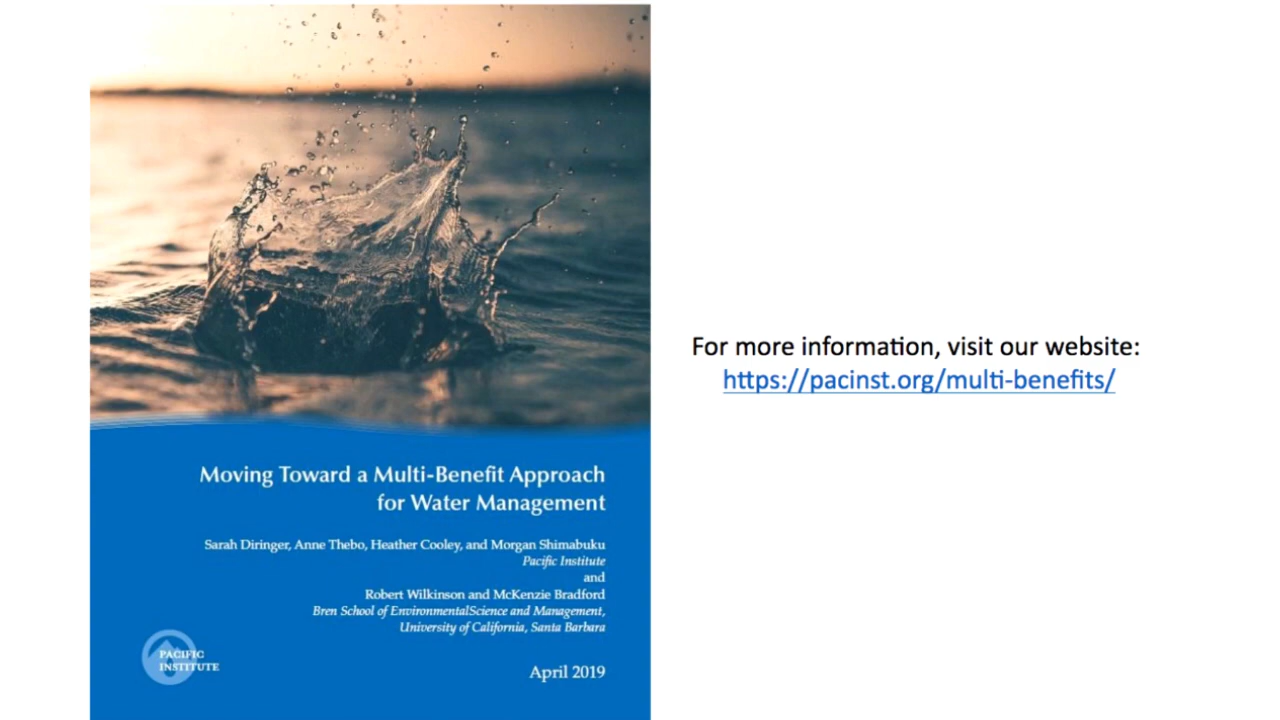 Moving Toward a Multi-Benefit Approach
for Water Management
Sarah Diringer, Anne Thebo, Heather Cooley, and Morgan Shimabuku
Pacific Institute
and
Robert Wilkinson and McKenzie Bradford
Bren School of EnvironmentalScience and Management,
University of California, Santa Barbara
PACIFIC
INSTITUTE
April 2019
For more information, visit our website:
https://pacinst.org/multi-benefits/